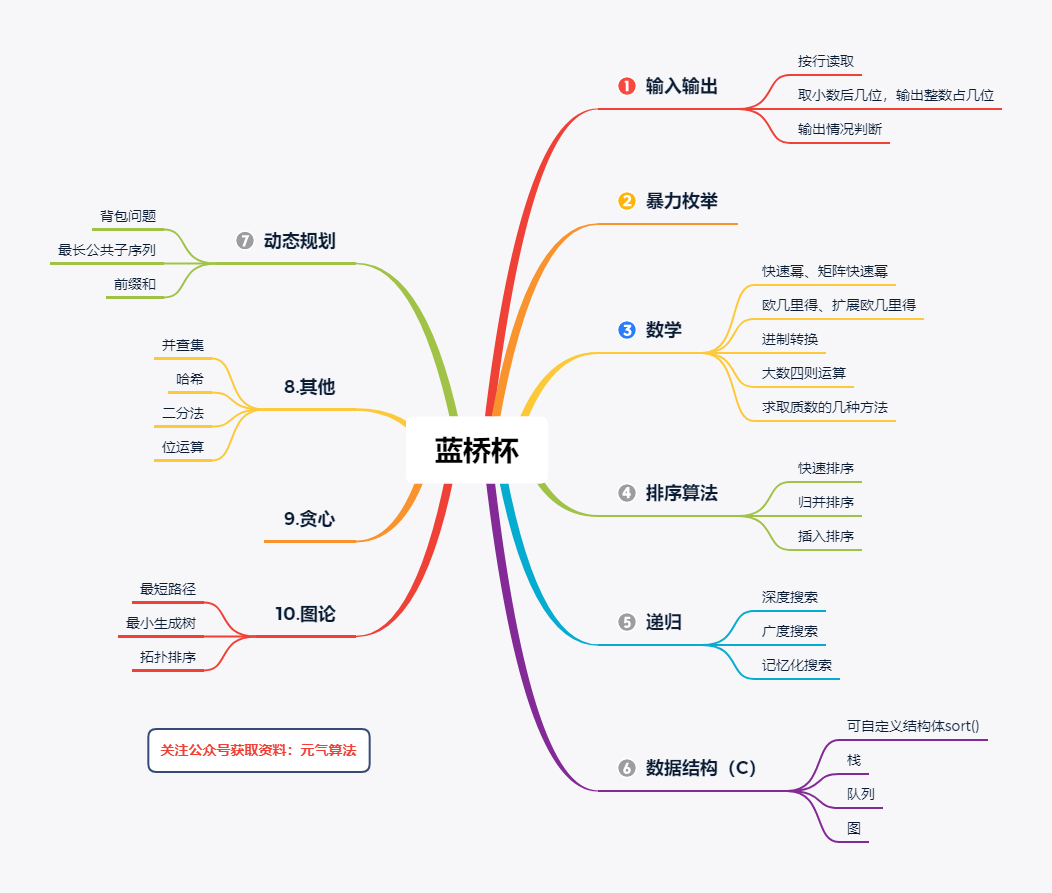 蓝桥杯
1 输入输出
按行读取
取小数后几位，输出整数占几位
输出情况判断
2 暴力枚举
3 数学
快速幂、矩阵快速幂
欧几里得、扩展欧几里得
进制转换
大数四则运算
求取质数的几种方法
4 排序算法
快速排序
归并排序
插入排序
5 递归
深度搜索
广度搜索
记忆化搜索
6 数据结构（C）
可自定义结构体sort()
栈
队列
图
7 动态规划
背包问题
最长公共子序列
前缀和
8.其他
并查集
哈希
二分法
位运算
9.贪心
10.图论
最短路径
最小生成树
拓扑排序
关注公众号获取资料：元气算法